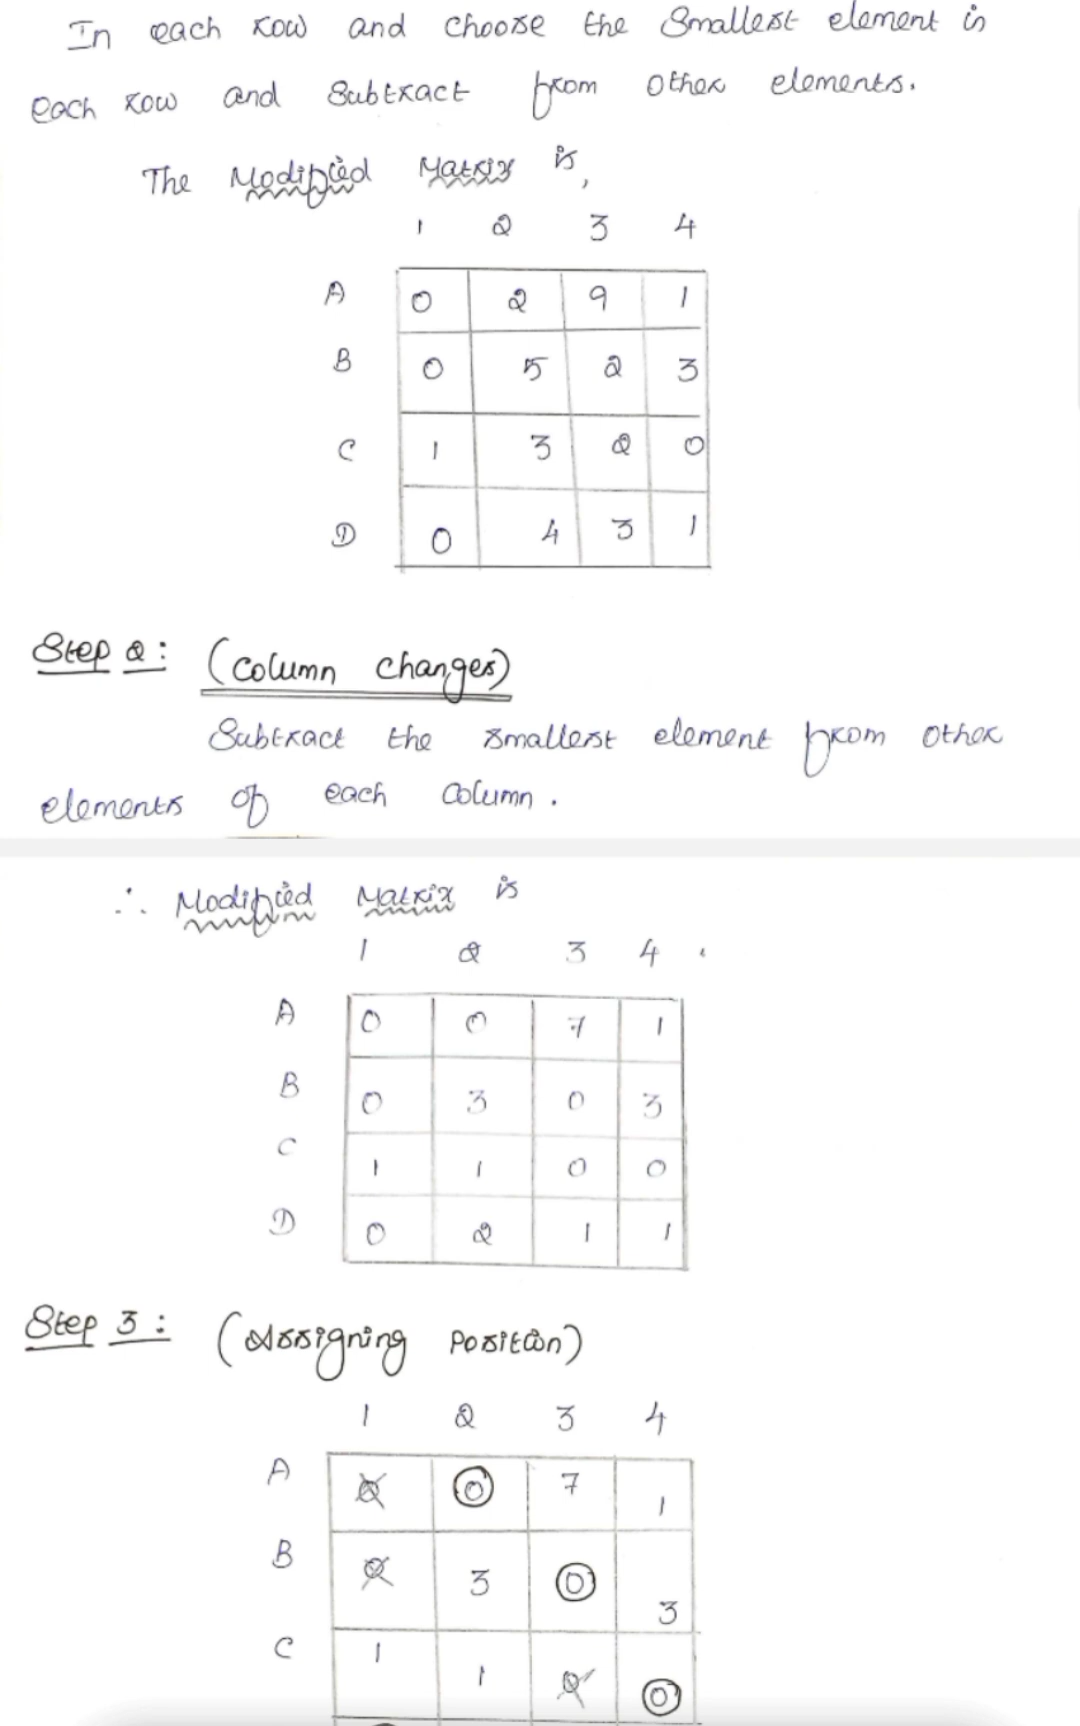 In each row and choose the Smallest element in
each row and subtract from other elements.
The Modified Matrix is,
1 2 3 4
A 0 2 9 1
B 0 5 2 3
C 1 3 2 0
D 0 4 3 1
Step 2: (Column changes)
Subtract the smallest element from other
elements of each column.
∴ Modified Matrix is
1 2 3 4
A 0 0 7 1
B 0 3 0 3
C 1 1 0 0
D 0 2 1 1
Step 3: (Assigning Position)
1 2 3 4
A 0 0 7 1
B 0 3 0 3
C 1 1 0 0